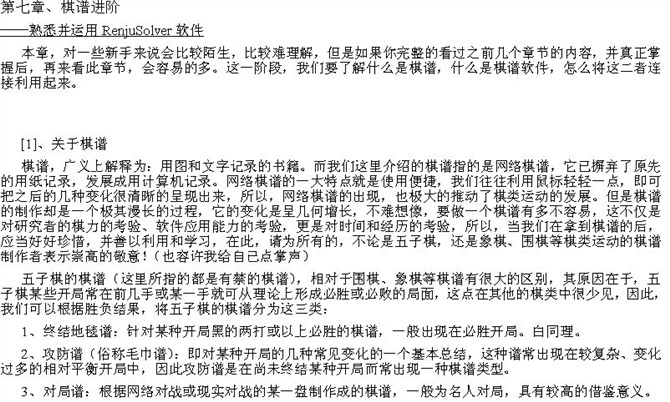 第七章、棋谱进阶
——熟悉并运用 RenjuSolver 软件
本章，对一些新手来说会比较陌生，比较难理解，但是如果你完整的看过之前几个章节的内容，并真正掌
握后，再来看此章节，会容易的多。这一阶段，我们要了解什么是棋谱，什么是棋谱软件，怎么将这二者连
接利用起来。
[1]、关于棋谱
棋谱，广义上解释为：用图和文字记录的书籍。而我们这里介绍的棋谱指的是网络棋谱，它已摒弃了原先
的用纸记录，发展成用计算机记录。网络棋谱的一大特点就是使用便捷，我们往往利用鼠标轻轻一点，即可
把之后的几种变化很清晰的呈现出来，所以，网络棋谱的出现，也极大的推动了棋类运动的发展。但是棋谱
的制作却是一个极其漫长的过程，它的变化是呈几何增长，不难想像，要做一个棋谱有多不容易，这不仅是
对研究者的棋力的考验、软件应用能力的考验，更是对时间和经历的考验，所以，当我们在拿到棋谱的后，
应当好好珍惜，并善以利用和学习，在此，请为所有的，不论是五子棋，还是象棋、围棋等棋类运动的棋谱
制作者表示崇高的敬意！(也容许我给自己点掌声)
五子棋的棋谱（这里所指的都是有禁的棋谱），相对于围棋、象棋等棋谱有很大的区别，其原因在于，五
子棋某些开局常在前几手或某一手就可从理论上形成必胜或必败的局面，这点在其他的棋类中很少见，因此，
我们可以根据胜负结果，将五子棋的棋谱分为这三类：
1、终结地毯谱：针对某种开局黑的两打或以上必胜的棋谱，一般出现在必胜开局。白同理。
2、攻防谱（俗称毛巾谱）：即对某种开局的几种常见变化的一个基本总结，这种谱常出现在较复杂、变化
过多的相对平衡开局中，因此攻防谱是在尚未终结某种开局而常出现一种棋谱类型。
3、对局谱：根据网络对战或现实对战的某一盘制作成的棋谱，一般为名人对局，具有较高的借鉴意义。